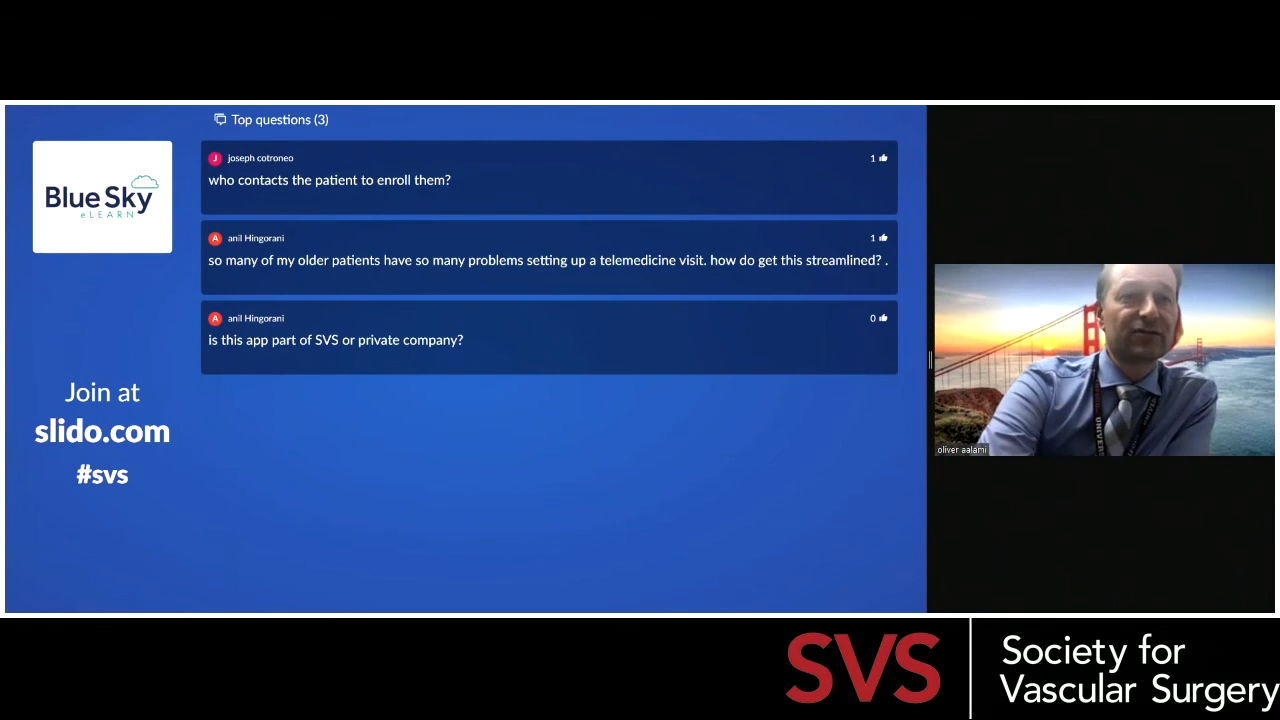 Top questions (3)
J joseph cotroneo 1
who contacts the patient to enroll them?
A anil Hingorani 1
so many of my older patients have so many problems setting up a telemedicine visit. how do get this streamlined? .
A anil Hingorani 0
is this app part of SVS or private company?
Blue Sky
eLEARN
Join at
slido.com
#svs
oliver aalami
SVS
Society for
Vascular Surgery